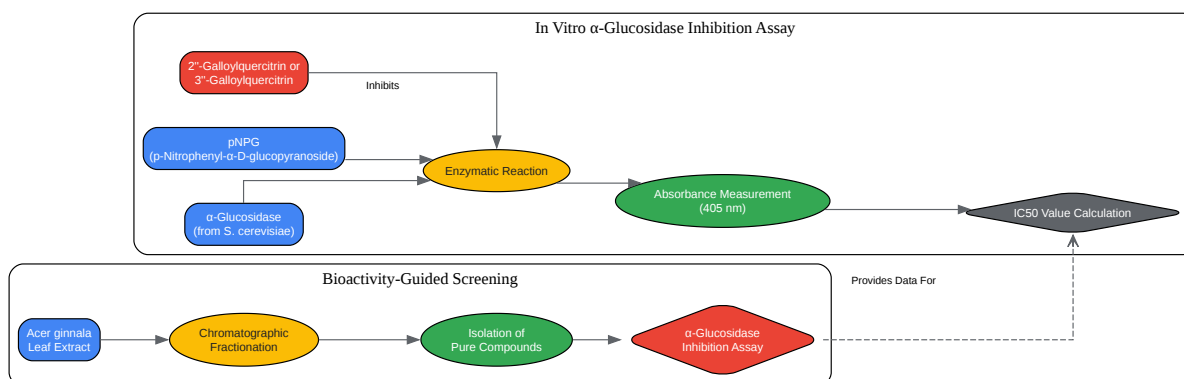 In Vitro α-Glucosidase Inhibition Assay
2"-Galloylquercitrin or
3"-Galloylquercitrin
Inhibits
pNPG
(p-Nitrophenyl-α-D-glucopyranoside)
Enzymatic Reaction
α-Glucosidase
(from S. cerevisiae)
Absorbance Measurement
(405 nm)
IC50 Value Calculation
Bioactivity-Guided Screening
Provides Data For
Acer ginnala
Leaf Extract
Chromatographic
Fractionation
Isolation of
Pure Compounds
α-Glucosidase
Inhibition Assay